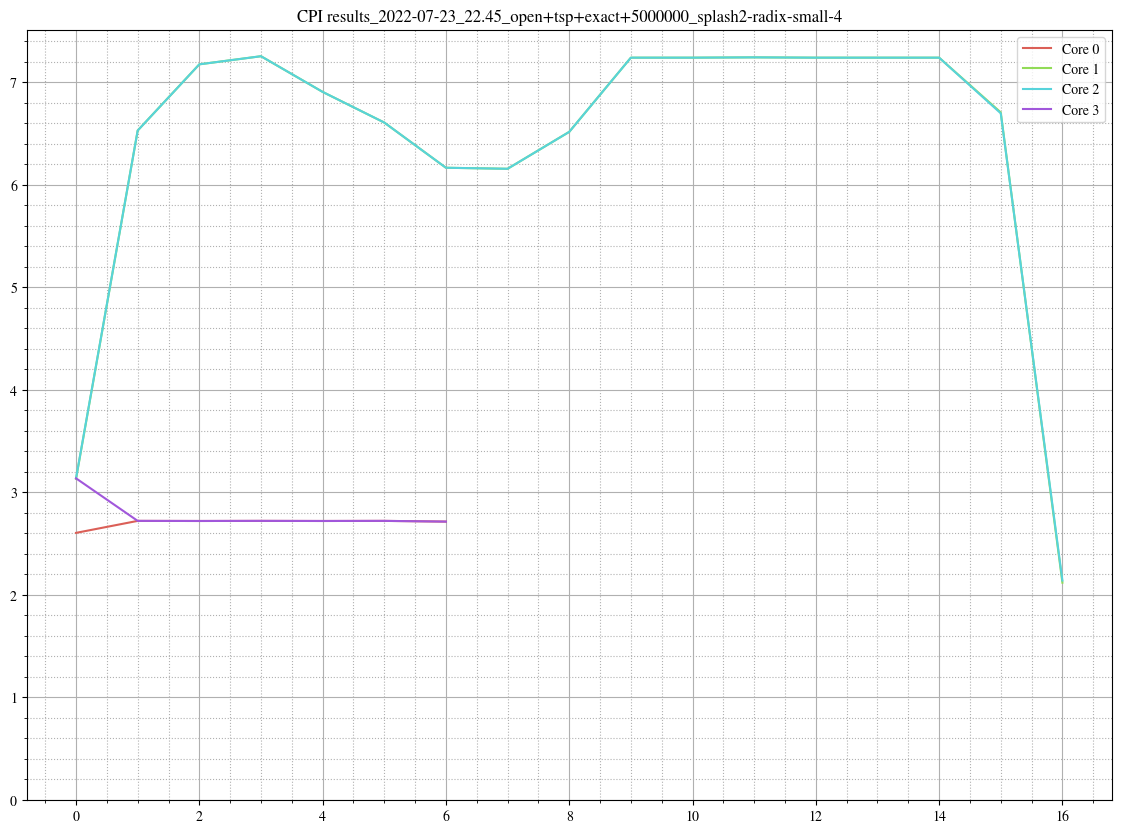 CPI results_2022-07-23_22.45_open+tsp+exact+5000000_splash2-radix-small-4
Core 0
Core 1
Core 2
Core 3
7
6
5
4
3
2
1
0
0 2 4 6 8 10 12 14 16